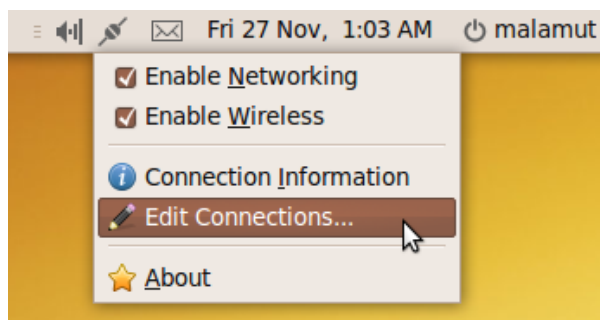 Fri 27 Nov, 1:03 AM malamut
Enable Networking
Enable Wireless
Connection Information
Edit Connections...
About